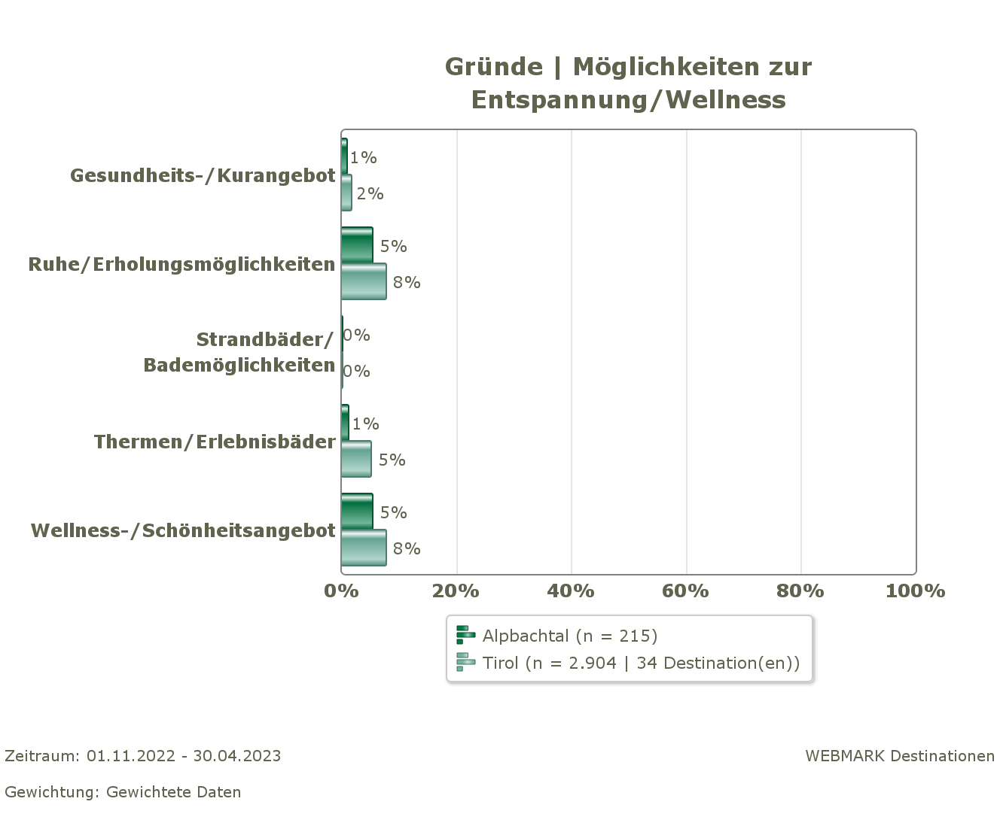 Gründe | Möglichkeiten zur
Entspannung/Wellness
Gesundheits-/Kurangebot
1%
2%
Ruhe/Erholungsmöglichkeiten
5%
8%
Strandbäder/
Bademöglichkeiten
0%
0%
Thermen/Erlebnisbäder
1%
5%
Wellness-/Schönheitsangebot
5%
8%
0% 20% 40% 60% 80% 100%
Alpbachtal (n = 215)
Tirol (n = 2.904 | 34 Destination(en))
Zeitraum: 01.11.2022 - 30.04.2023
WEBMARK Destinationen
Gewichtung: Gewichtete Daten